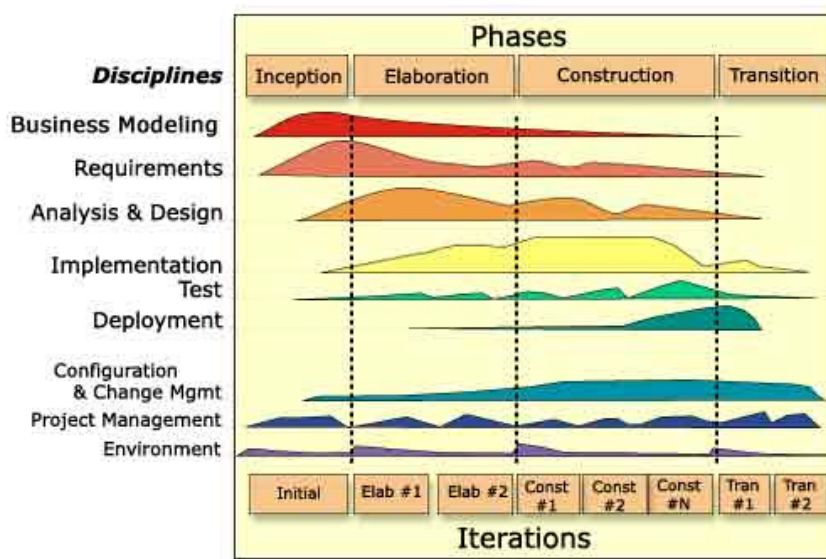 Phases
Disciplines
Inception
Elaboration
Construction
Transition
Business Modeling
Requirements
Analysis & Design
Implementation
Test
Deployment
Configuration
& Change Mgmt
Project Management
Environment
Initial
Elab #1
Elab #2
Const
#1
Const
#2
Const
#N
Tran
#1
Tran
#2
Iterations